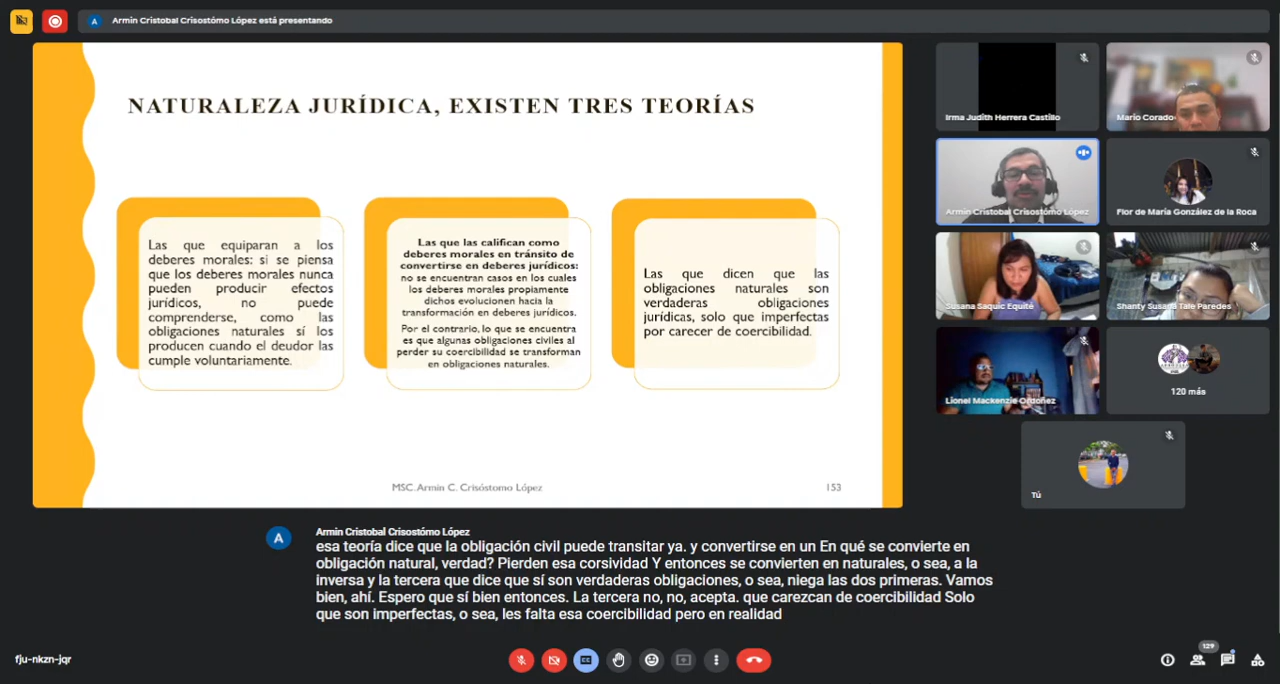 Armin Cristobal Crisostómo López está presentando
NATURALEZA JURÍDICA, EXISTEN TRES TEORÍAS
Las que equiparan a los
deberes morales: si se piensa
que los deberes morales nunca
pueden producir efectos
jurídicos, no puede
comprenderse, como las
obligaciones naturales sí los
producen cuando el deudor las
cumple voluntariamente.
Las que las califican como
deberes morales en tránsito de
convertirse en deberes jurídicos:
no se encuentran casos en los cuales
los deberes morales propiamente
dichos evolucionen hacia la
transformación en deberes jurídicos.
Por el contrario, lo que se encuentra
es que algunas obligaciones civiles al
perder su coercibilidad se transforman
en obligaciones naturales.
Las que dicen que las
obligaciones naturales son
verdaderas obligaciones
jurídicas, solo que imperfectas
por carecer de coercibilidad.
MSC. Armin C. Crisóstomo López
153
Irma Judith Herrera Castillo
Mario Corado
Armin Cristobal Crisostómo López
Flor de María González de la Roca
Susana Saquic Equité
Shanty Susana Tale Paredes
Lionel Mackenzie Ordoñez
120 más
Tú
A
Armin Cristobal Crisostómo López
esa teoría dice que la obligación civil puede transitar ya. y convertirse en un En qué se convierte en
obligación natural, verdad? Pierden esa corsividad Y entonces se convierten en naturales, o sea, a la
inversa y la tercera que dice que sí son verdaderas obligaciones, o sea, niega las dos primeras. Vamos
bien, ahí. Espero que sí bien entonces. La tercera no, no, acepta. que carezcan de coercibilidad Solo
que son imperfectas, o sea, les falta esa coercibilidad pero en realidad
fju-nkzn-jqr
129